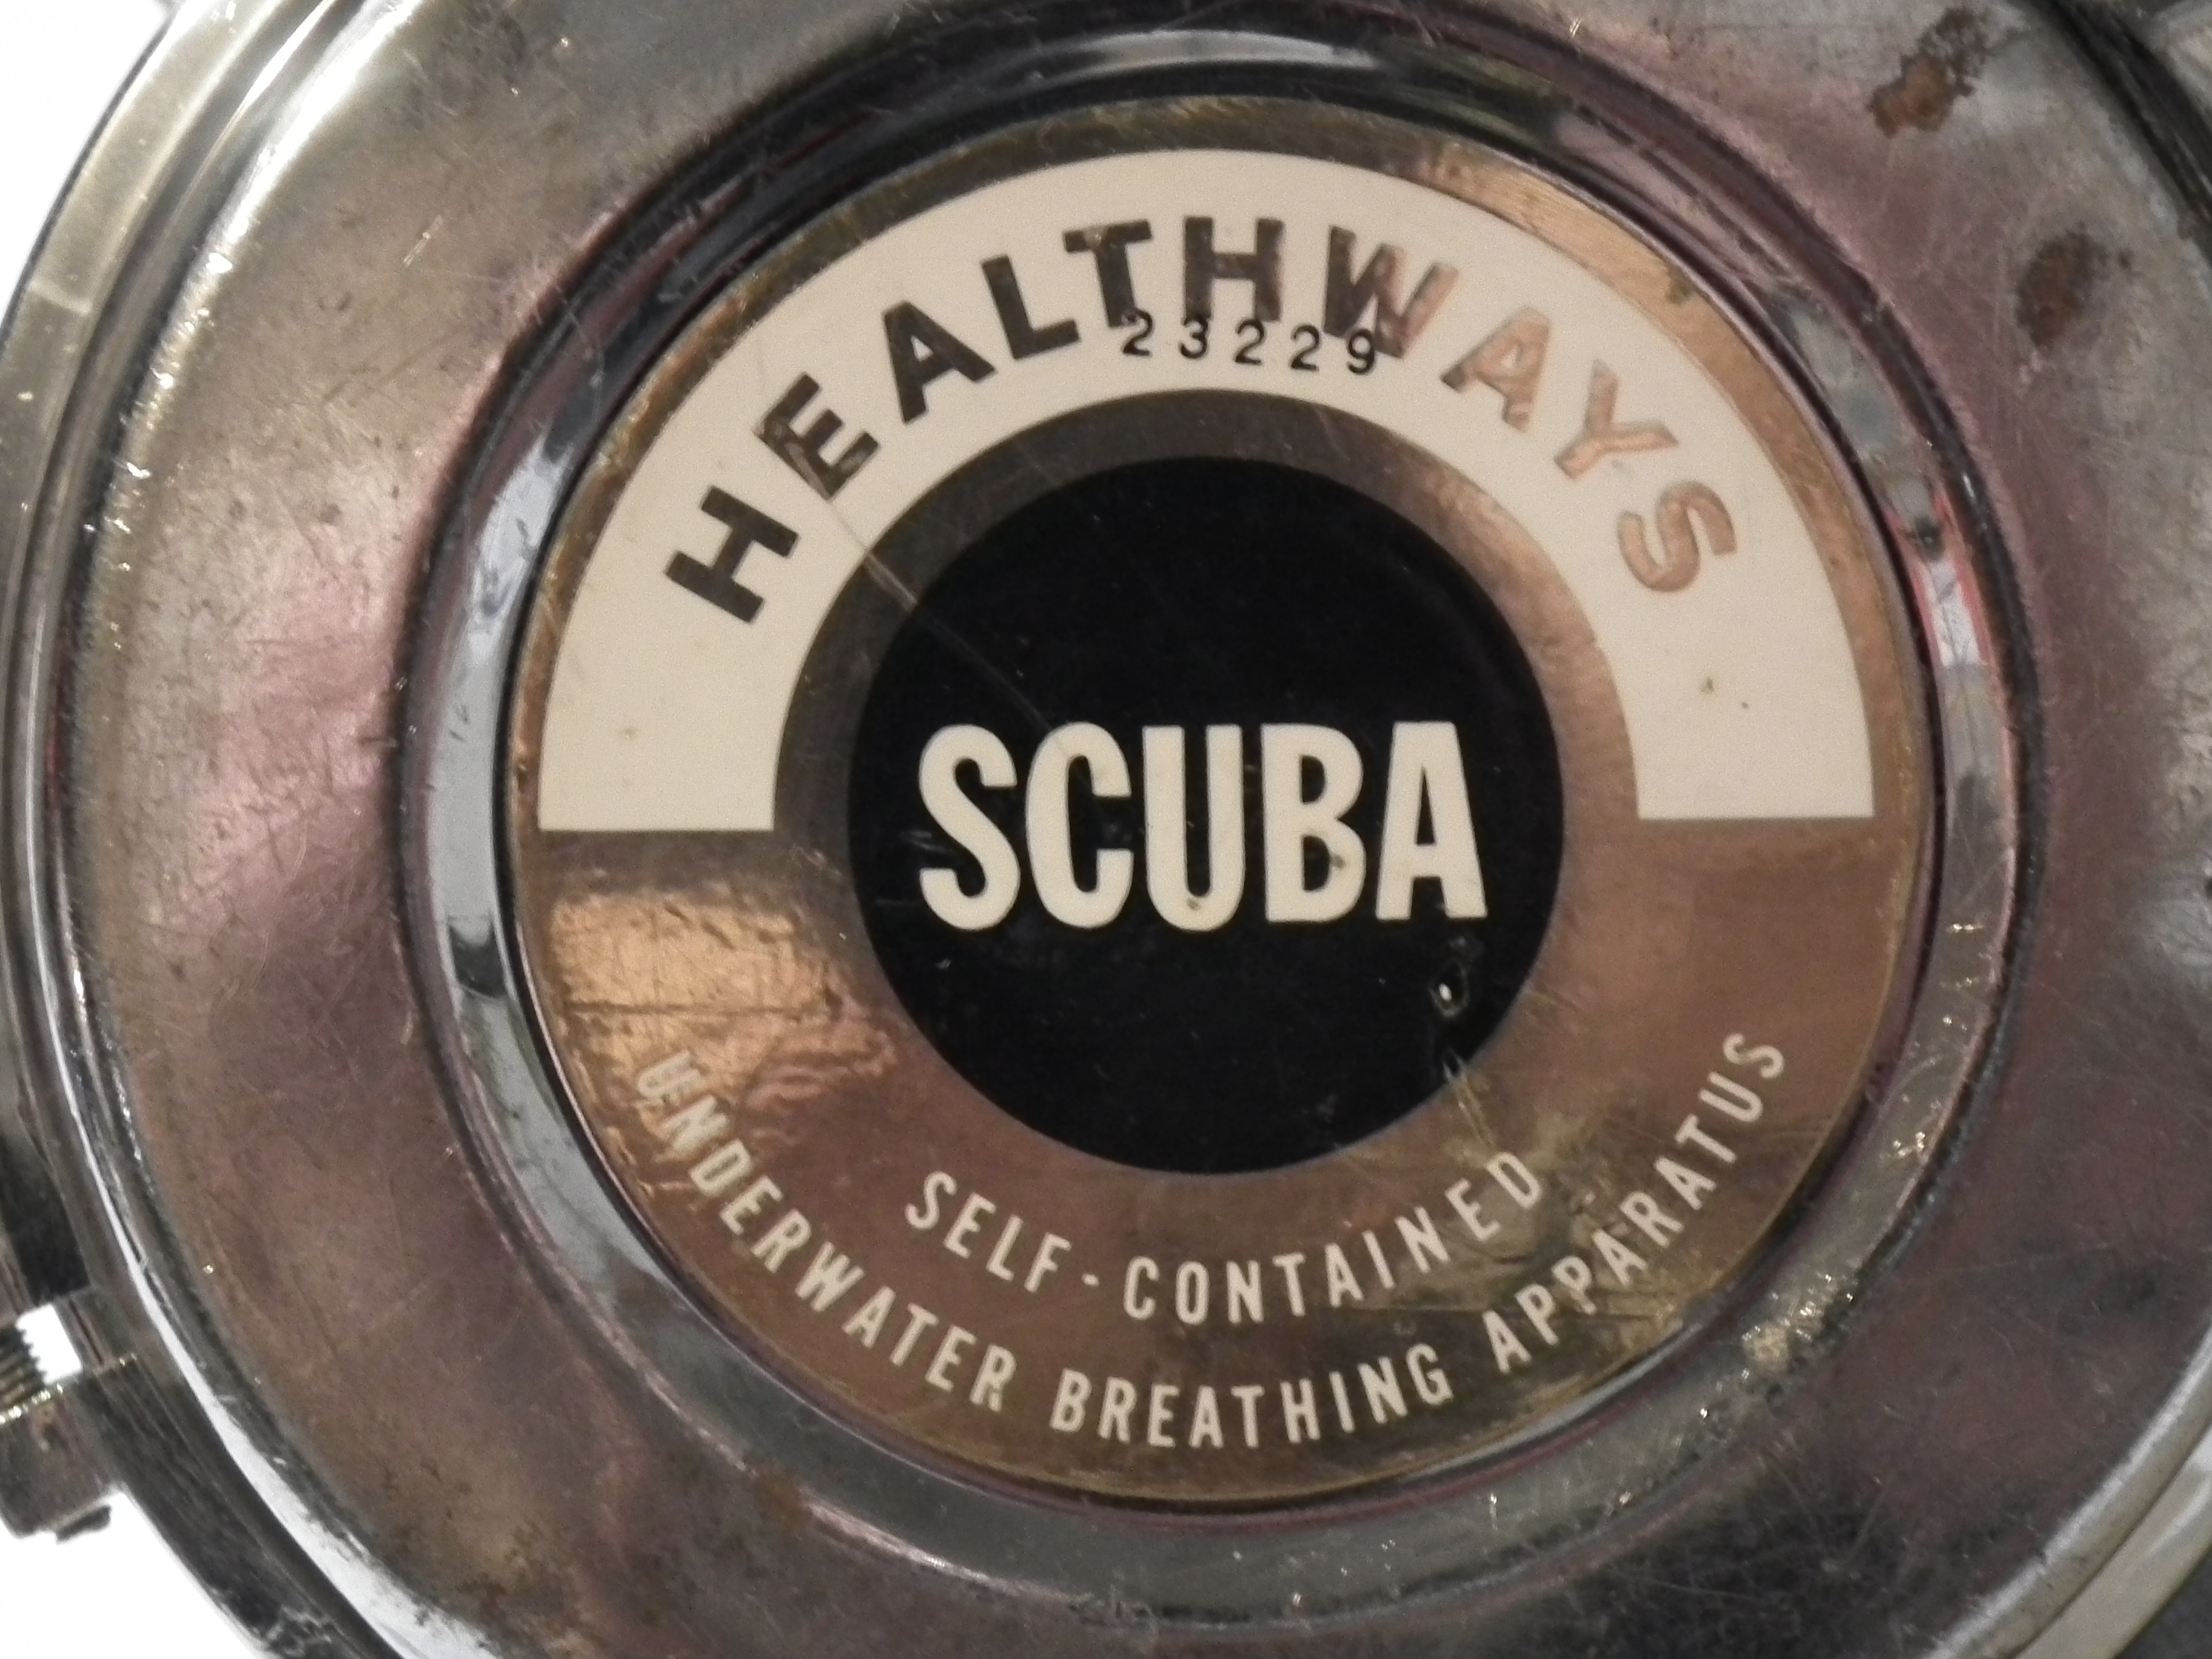 HEALTHWAYS
23229
SCUBA
SELF-CONTAINED
UNDERWATER BREATHING APPARATUS